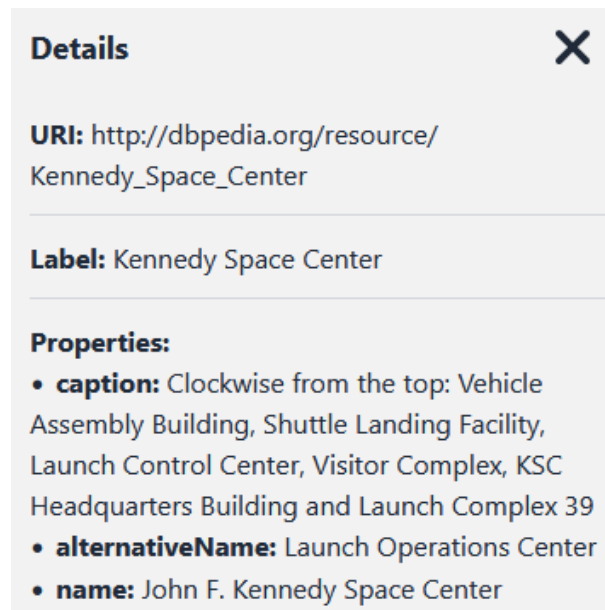 Details
URI: http://dbpedia.org/resource/
Kennedy_Space_Center
Label: Kennedy Space Center
Properties:
• caption: Clockwise from the top: Vehicle
Assembly Building, Shuttle Landing Facility,
Launch Control Center, Visitor Complex, KSC
Headquarters Building and Launch Complex 39
• alternativeName: Launch Operations Center
• name: John F. Kennedy Space Center